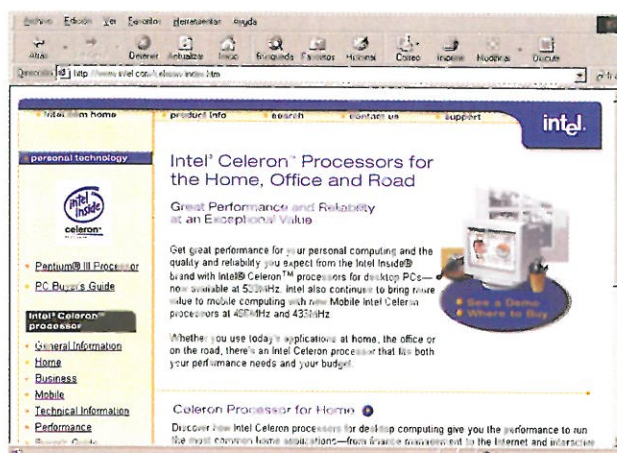 Archivo Edición Ver Favoritos Herramientas Ayuda
Atrás Detener Actualizar Inicio Búsqueda Favoritos Historial Correo Imprimir Modificar Discutir
Dirección http://www.intel.com/celeron/index.htm
intel.com home product info search contact us support
intel.
personal technology
intel inside
celeron
Pentium® III Processor
PC Buyer's Guide
Intel® Celeron™ processor
General Information
Home
Business
Mobile
Technical Information
Performance
Buyer's Guide
Intel® Celeron™ Processors for
the Home, Office and Road
Great Performance and Reliability
at an Exceptional Value
Get great performance for your personal computing and the
quality and reliability you expect from the Intel Inside®
brand with Intel® Celeron™ processors for desktop PCs—
now available at 533MHz. Intel also continues to bring more
value to mobile computing with new Mobile Intel Celeron
processors at 466MHz and 433MHz
Whether you use today's applications at home, the office or
on the road, there's an Intel Celeron processor that fits both
your performance needs and your budget.
See a Demo
Where to Buy
Celeron Processor for Home
Discover how Intel Celeron processors for desktop computing give you the performance to run
the most common home applications—from finance management to the Internet and interactive